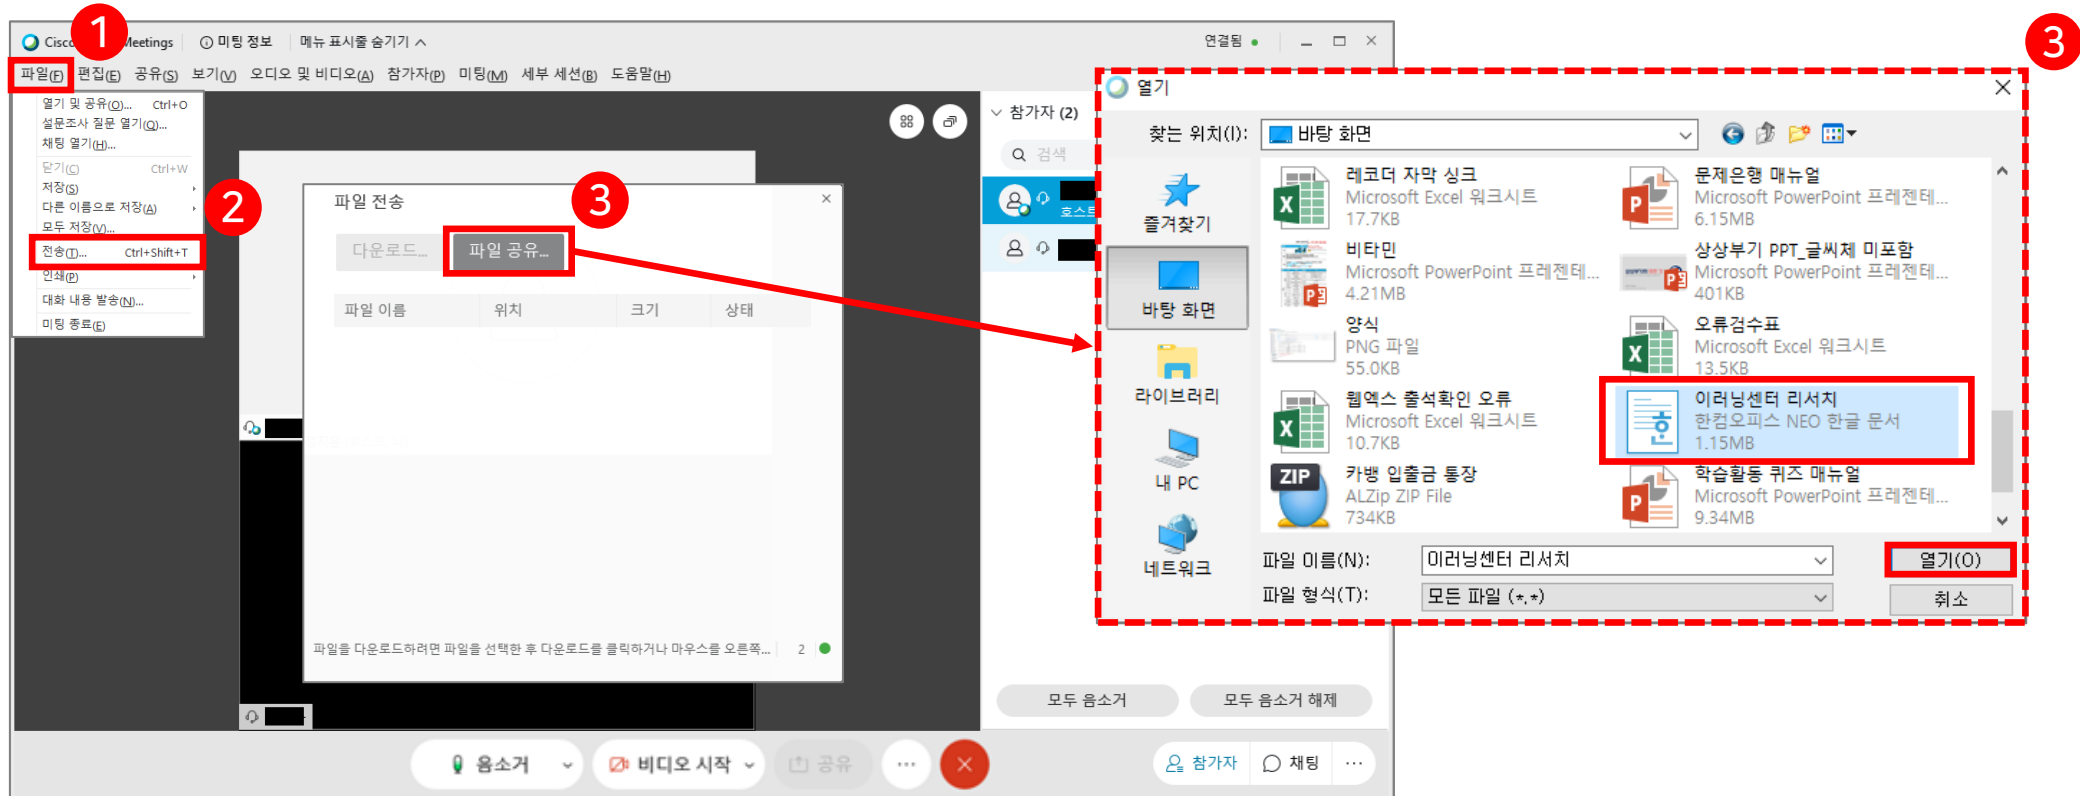 1
Cisco
Meetings
미팅 정보
메뉴 표시줄 숨기기
연결됨
파일(F) 편집(E) 공유(S) 보기(V) 오디오 및 비디오(A) 참가자(P) 미팅(M) 세부 세션(B) 도움말(H)
열기 및 공유(O)... Ctrl+O
설문조사 질문 열기(Q)...
채팅 열기(H)...
닫기(C) Ctrl+W
저장(S)
다른 이름으로 저장(A)
모두 저장(V)...
2
전송(T)... Ctrl+Shift+T
인쇄(P)
대화 내용 발송(N)...
미팅 종료(E)
파일 전송
3
다운로드... 파일 공유...
파일 이름 위치 크기 상태
파일을 다운로드하려면 파일을 선택한 후 다운로드를 클릭하거나 마우스를 오른쪽... 2
참가자 (2)
검색
호스트
모두 음소거 모두 음소거 해제
음소거 비디오 시작 공유 ...
참가자 채팅 ...
3
열기
찾는 위치(I): 바탕 화면
즐겨찾기
바탕 화면
라이브러리
내 PC
네트워크
레코더 자막 싱크
Microsoft Excel 워크시트
17.7KB
문제은행 매뉴얼
Microsoft PowerPoint 프레젠테...
6.15MB
비타민
Microsoft PowerPoint 프레젠테...
4.21MB
상상부기 PPT_글씨체 미포함
Microsoft PowerPoint 프레젠테...
401KB
양식
PNG 파일
55.0KB
오류검수표
Microsoft Excel 워크시트
13.5KB
웹엑스 출석확인 오류
Microsoft Excel 워크시트
10.7KB
이러닝센터 리서치
한컴오피스 NEO 한글 문서
1.15MB
ZIP
카뱅 입출금 통장
ALZip ZIP File
734KB
학습활동 퀴즈 매뉴얼
Microsoft PowerPoint 프레젠테...
9.34MB
파일 이름(N): 이러닝센터 리서치 열기(O)
파일 형식(T): 모든 파일 (*.*) 취소